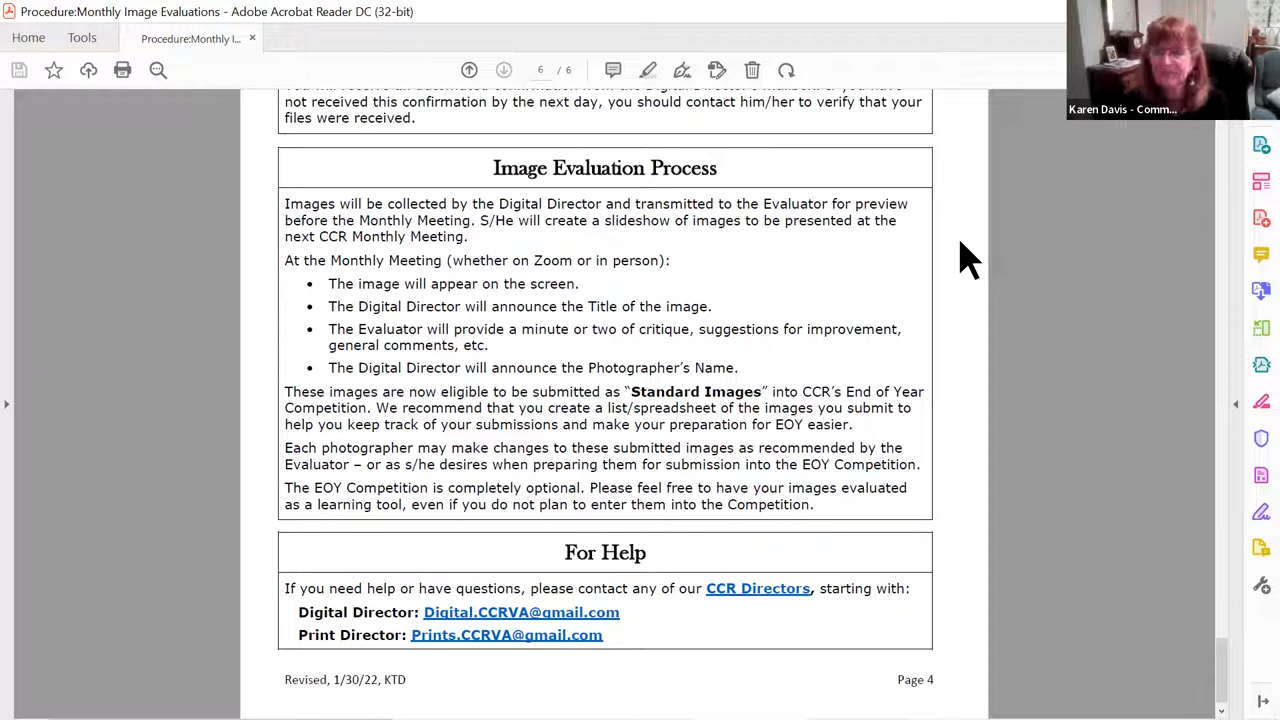 Procedure:Monthly Image Evaluations - Adobe Acrobat Reader DC (32-bit)
Home Tools Procedure:Monthly I... ×
6 / 6
Karen Davis - Comm...
not received this confirmation by the next day, you should contact him/her to verify that your
files were received.
Image Evaluation Process
Images will be collected by the Digital Director and transmitted to the Evaluator for preview
before the Monthly Meeting. S/He will create a slideshow of images to be presented at the
next CCR Monthly Meeting.
At the Monthly Meeting (whether on Zoom or in person):
• The image will appear on the screen.
• The Digital Director will announce the Title of the image.
• The Evaluator will provide a minute or two of critique, suggestions for improvement,
general comments, etc.
• The Digital Director will announce the Photographer's Name.
These images are now eligible to be submitted as “Standard Images” into CCR's End of Year
Competition. We recommend that you create a list/spreadsheet of the images you submit to
help you keep track of your submissions and make your preparation for EOY easier.
Each photographer may make changes to these submitted images as recommended by the
Evaluator – or as s/he desires when preparing them for submission into the EOY Competition.
The EOY Competition is completely optional. Please feel free to have your images evaluated
as a learning tool, even if you do not plan to enter them into the Competition.
For Help
If you need help or have questions, please contact any of our CCR Directors, starting with:
Digital Director: Digital.CCRVA@gmail.com
Print Director: Prints.CCRVA@gmail.com
Revised, 1/30/22, KTD Page 4